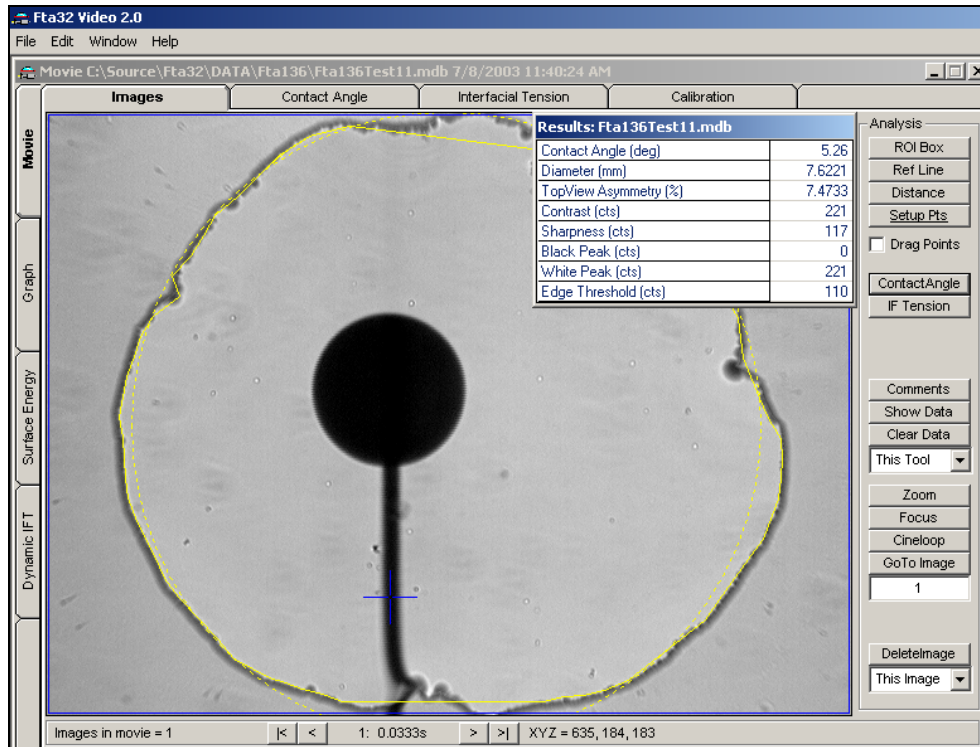 Fta32 Video 2.0
File Edit Window Help
Movie C:\Source\Fta32\DATA\Fta136\Fta136Test11.mdb 7/8/2003 11:40:24 AM
Images Contact Angle Interfacial Tension Calibration
Movie
Graph
Surface Energy
Dynamic IFT
Results: Fta136Test11.mdb
Contact Angle (deg) 5.26
Diameter (mm) 7.6221
TopView Asymmetry (%) 7.4733
Contrast (cts) 221
Sharpness (cts) 117
Black Peak (cts) 0
White Peak (cts) 221
Edge Threshold (cts) 110
Analysis
ROI Box
Ref Line
Distance
Setup Pts
Drag Points
ContactAngle
IF Tension
Comments
Show Data
Clear Data
This Tool
Zoom
Focus
Cineloop
GoTo Image
1
DeleteImage
This Image
Images in movie = 1 |< < 1: 0.0333s > >| XYZ = 635, 184, 183